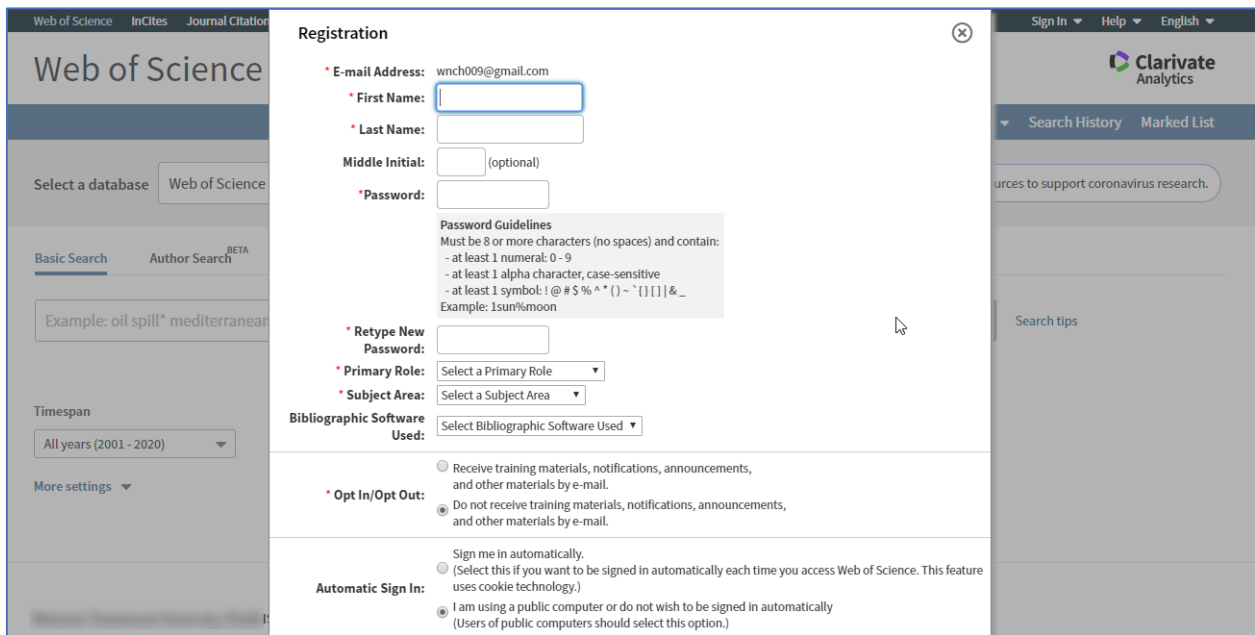 Web of Science InCites Journal Citation
Sign In Help English
Registration
Web of Science
Clarivate
Analytics
* E-mail Address: wnch009@gmail.com
* First Name:
* Last Name:
Search History Marked List
Middle Initial: (optional)
Select a database Web of Science
urces to support coronavirus research.
*Password:
Password Guidelines
Must be 8 or more characters (no spaces) and contain:
- at least 1 numeral: 0 - 9
- at least 1 alpha character, case-sensitive
- at least 1 symbol: ! @ # $ % ^ * ( ) ~ ` { } [ ] | & _
Example: 1sun%moon
Basic Search Author Search BETA
Example: oil spill* mediterranean
Search tips
* Retype New
Password:
* Primary Role: Select a Primary Role
* Subject Area: Select a Subject Area
Bibliographic Software
Used: Select Bibliographic Software Used
Timespan
All years (2001 - 2020)
More settings
* Opt In/Opt Out:
Receive training materials, notifications, announcements,
and other materials by e-mail.
Do not receive training materials, notifications, announcements,
and other materials by e-mail.
Automatic Sign In:
Sign me in automatically.
(Select this if you want to be signed in automatically each time you access Web of Science. This feature
uses cookie technology.)
I am using a public computer or do not wish to be signed in automatically
(Users of public computers should select this option.)